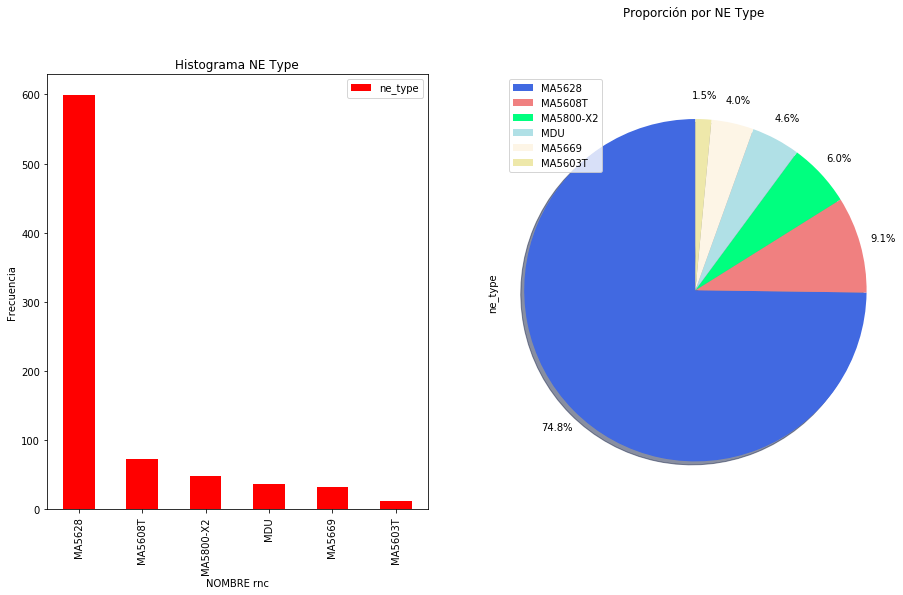 Histograma NE Type
ne_type
600
500
400
300
200
100
0
Frecuencia
MA5628
MA5608T
MA5800-X2
MDU
MA5669
MA5603T
NOMBRE rnc
Proporción por NE Type
MA5628
MA5608T
MA5800-X2
MDU
MA5669
MA5603T
1.5%
4.0%
4.6%
6.0%
9.1%
74.8%
ne_type